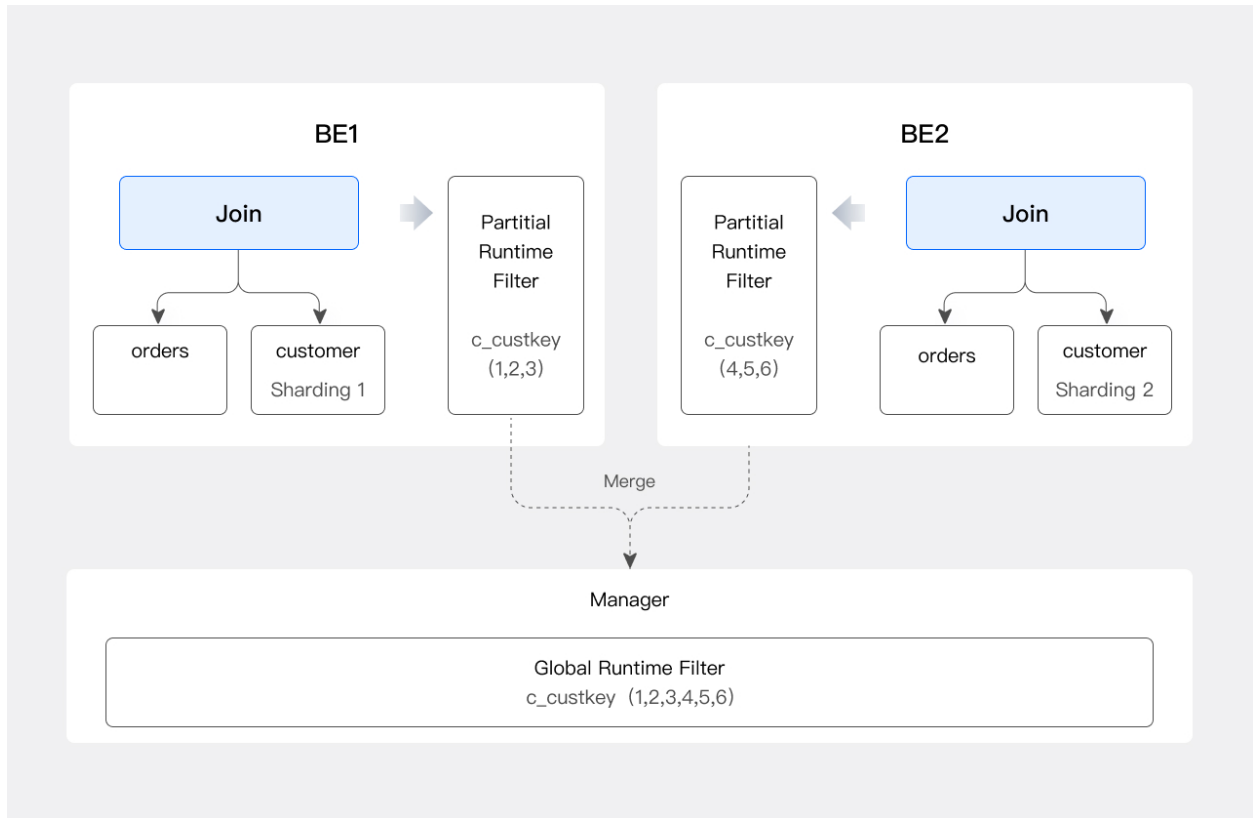 BE1
Join
orders
customer
Sharding 1
Partitial
Runtime
Filter
c_custkey
(1,2,3)
BE2
Partitial
Runtime
Filter
c_custkey
(4,5,6)
Join
orders
customer
Sharding 2
Merge
Manager
Global Runtime Filter
c_custkey（1,2,3,4,5,6)